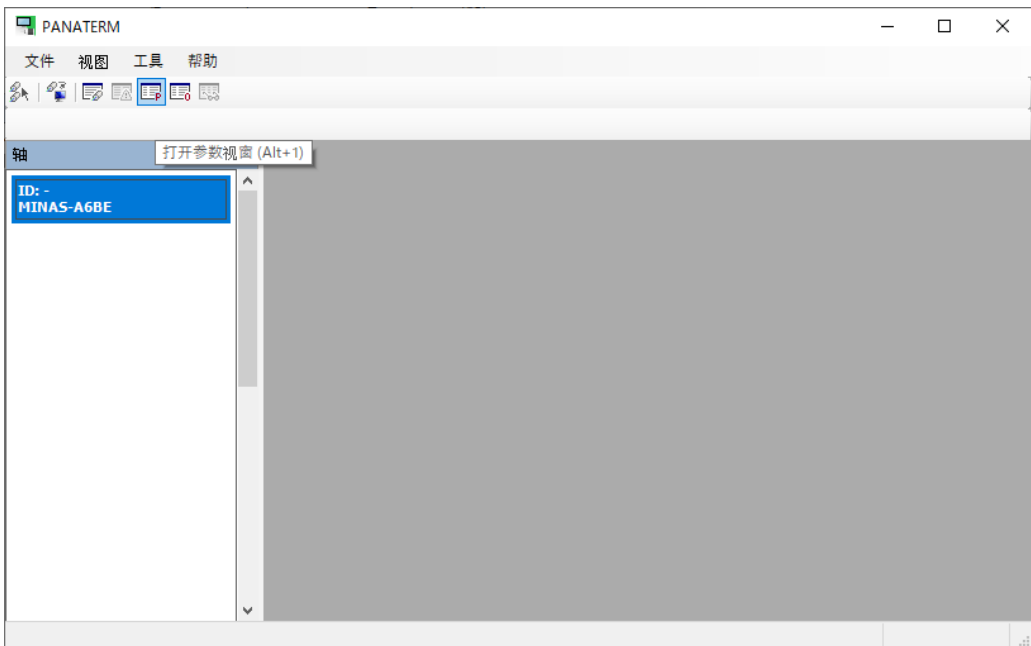 PANATERM
文件 视图 工具 帮助
打开参数视窗 (Alt+1)
轴
ID: -
MINAS-A6BE